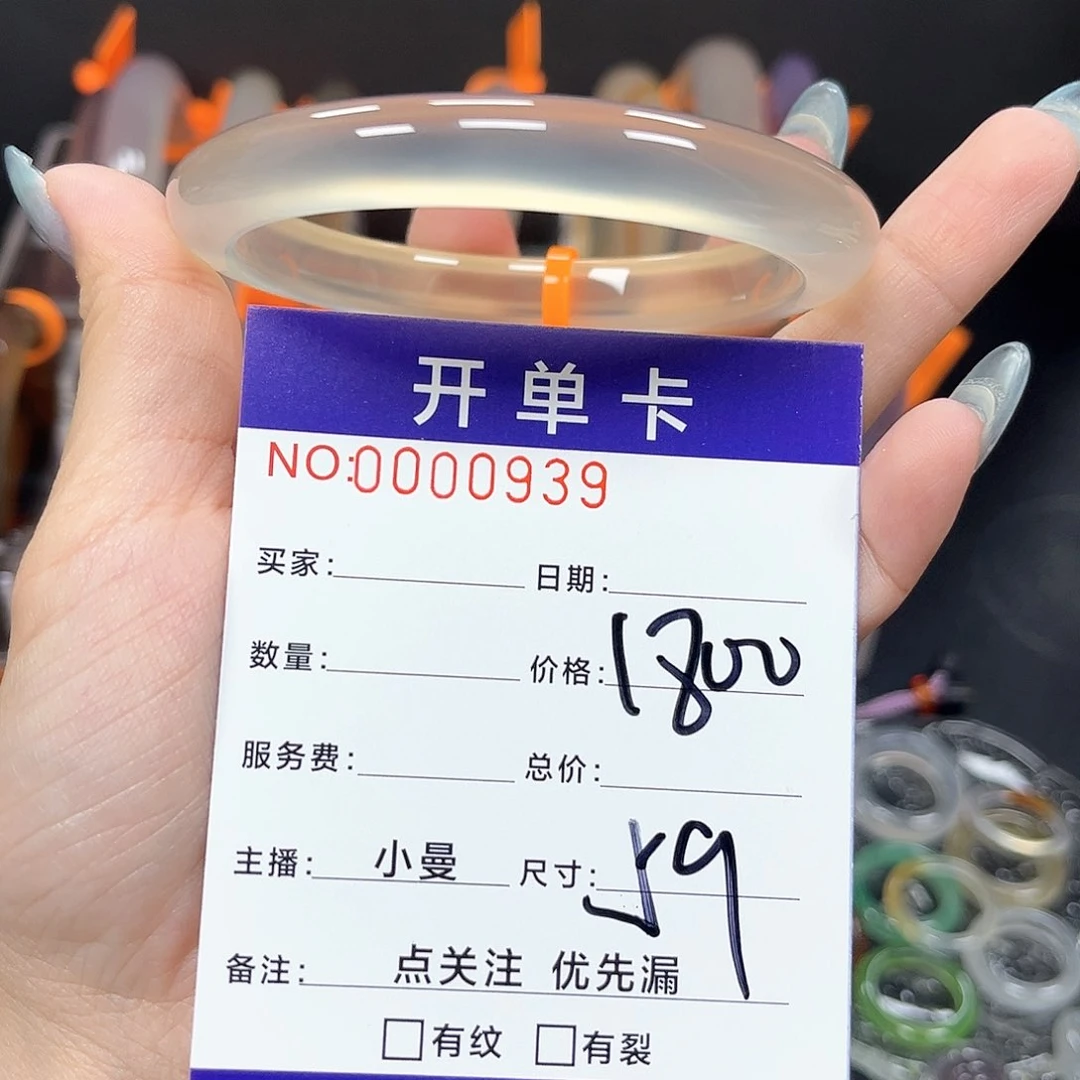 开单卡
NO:0000939
买家: 日期:
数量: 价格: 1800
服务费: 总价:
主播: 小曼 尺寸: 59
备注: 点关注 优先漏
□有纹 □有裂